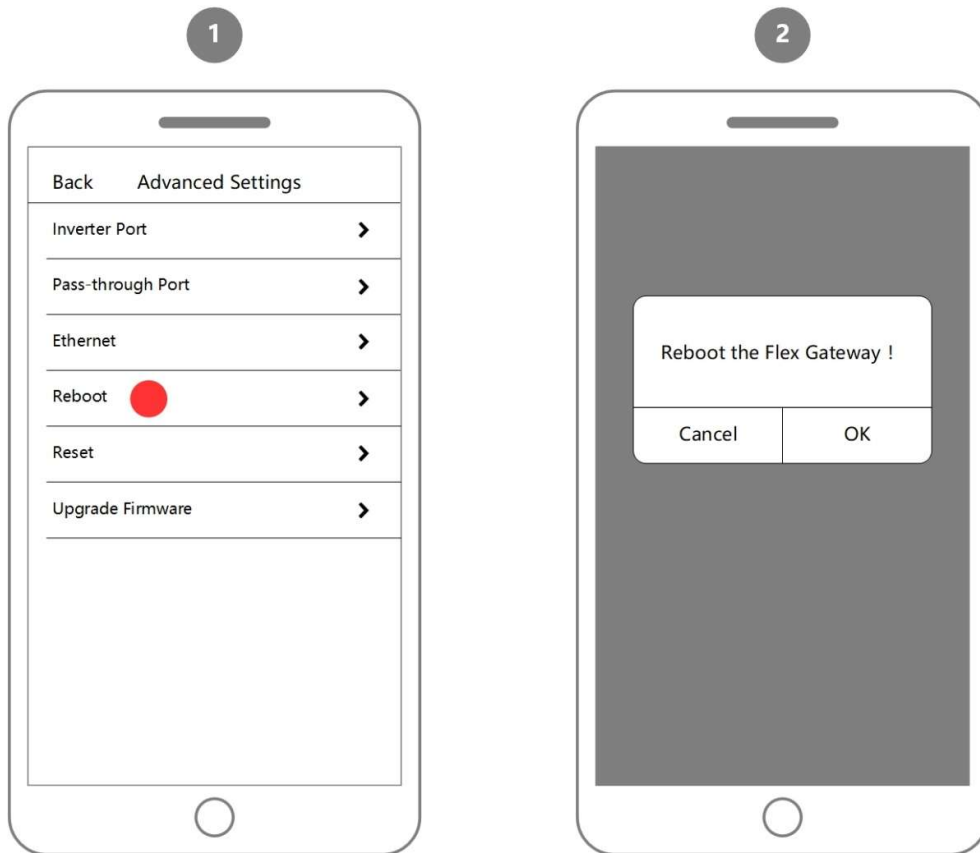 1
Back Advanced Settings
Inverter Port
Pass-through Port
Ethernet
Reboot
Reset
Upgrade Firmware
2
Reboot the Flex Gateway !
Cancel OK